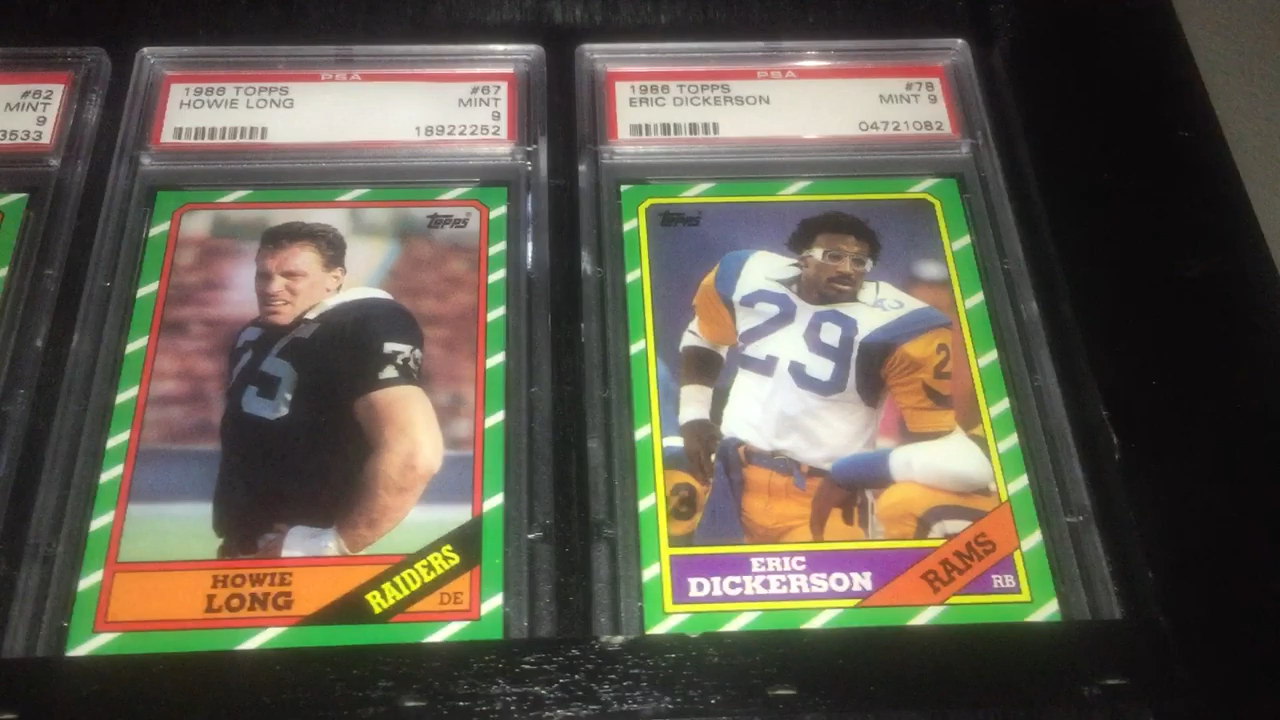 #62
MINT
9
3533
PSA
1986 TOPPS #67
HOWIE LONG MINT
9
18922252
PSA
1986 TOPPS #78
ERIC DICKERSON MINT 9
04721082
TOPPS
75
75
HOWIE
LONG
RAIDERS
DE
TOPPS
29
2
3
ERIC
DICKERSON
RAMS
RB